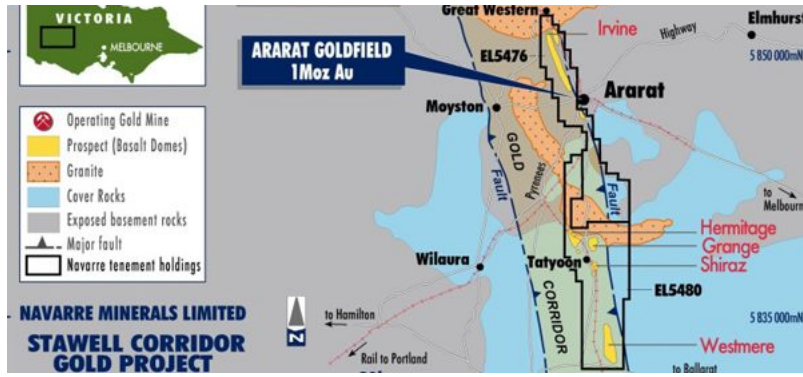 VICTORIA
MELBOURNE
ARARAT GOLDFIELD
1Moz Au
Operating Gold Mine
Prospect (Basalt Domes)
Granite
Cover Rocks
Exposed basement rocks
Major fault
Navarre tenement holdings
NAVARRE MINERALS LIMITED
STAWELL CORRIDOR
GOLD PROJECT
N
to Hamilton
Rail to Portland
Great Western
Irvine
Highway
Elmhurst
5 850 000mN
EL5476
Ararat
Moyston
GOLD
Pyrenees
Fault
Fault
to
Melbourne
Hermitage
Grange
Shiraz
Wilaura
Tatyoon
EL5480
CORRIDOR
5 835 000mN
Westmere
to Ballarat